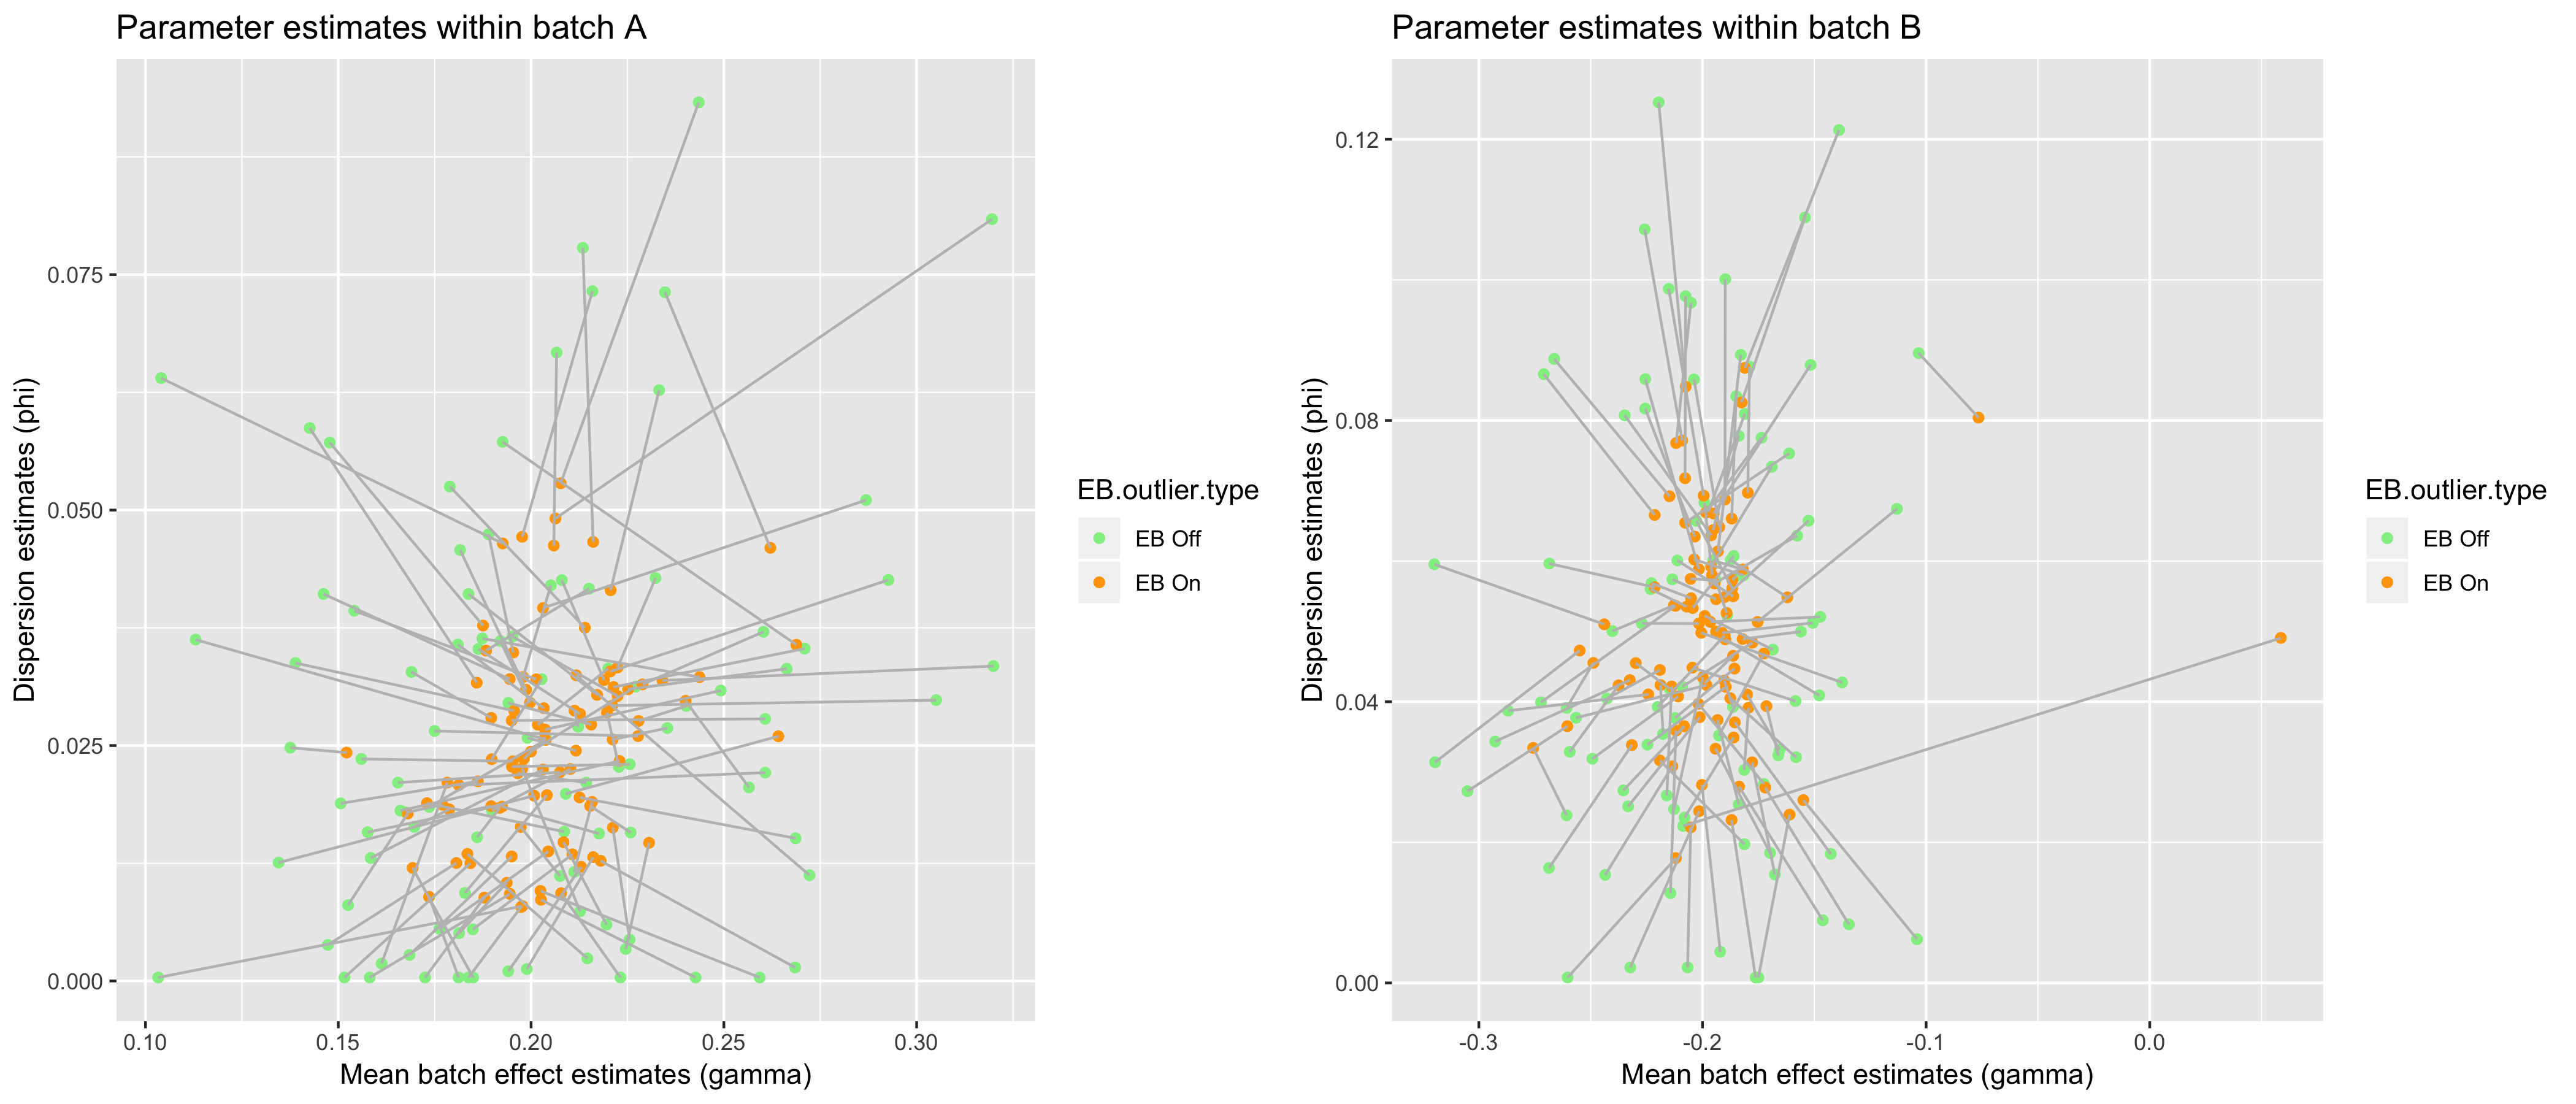 Parameter estimates within batch A
Dispersion estimates (phi)
0.075
0.050
0.025
0.000
0.10 0.15 0.20 0.25 0.30
Mean batch effect estimates (gamma)
EB.outlier.type
EB Off
EB On
Parameter estimates within batch B
Dispersion estimates (phi)
0.12
0.08
0.04
0.00
-0.3 -0.2 -0.1 0.0
Mean batch effect estimates (gamma)
EB.outlier.type
EB Off
EB On